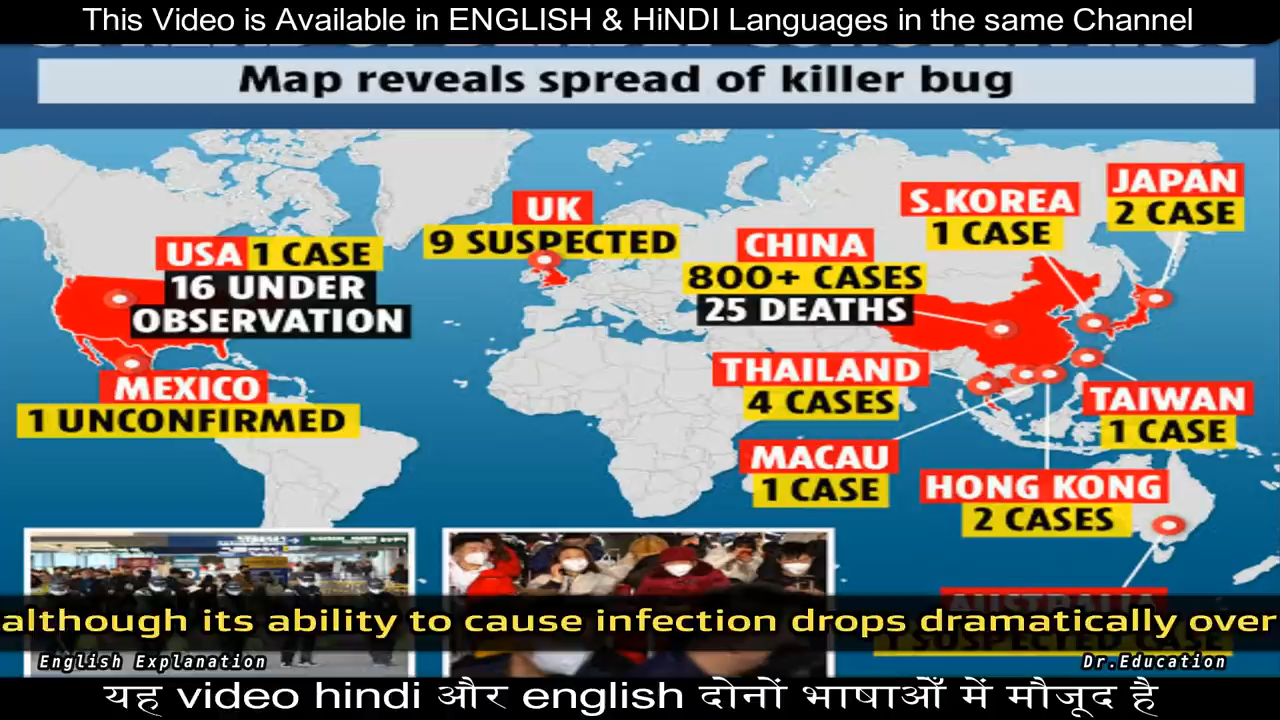 This Video is Available in ENGLISH & HiNDI Languages in the same Channel
Map reveals spread of killer bug
JAPAN
2 CASE
S.KOREA
1 CASE
UK
9 SUSPECTED
CHINA
800+ CASES
25 DEATHS
USA 1 CASE
16 UNDER
OBSERVATION
MEXICO
1 UNCONFIRMED
THAILAND
4 CASES
TAIWAN
1 CASE
MACAU
1 CASE
HONG KONG
2 CASES
AUSTRALIA
although its ability to cause infection drops dramatically over
English Explanation
Dr.Education
यह video hindi और english दोनों भाषाओँ में मौजूद है